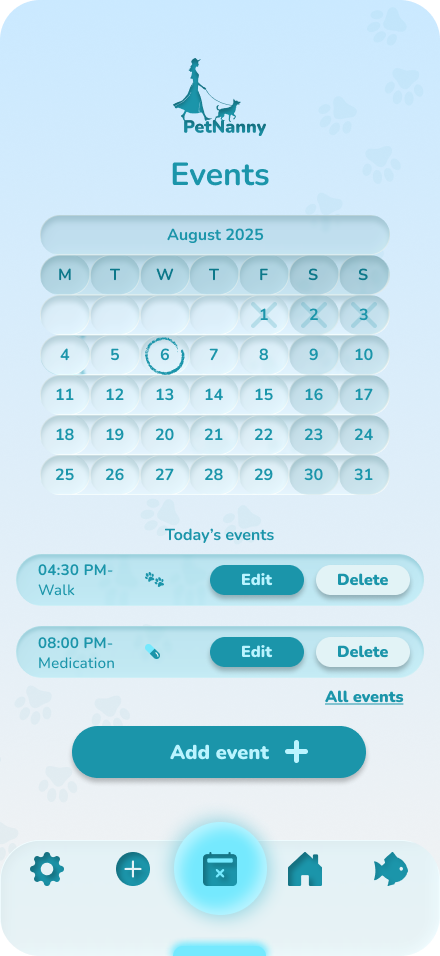 PetNanny
Events
August 2025
M T W T F S S
1 2 3
4 5 6 7 8 9 10
11 12 13 14 15 16 17
18 19 20 21 22 23 24
25 26 27 28 29 30 31
Today's events
04:30 PM-
Walk
Edit Delete
08:00 PM-
Medication
Edit Delete
All events
Add event